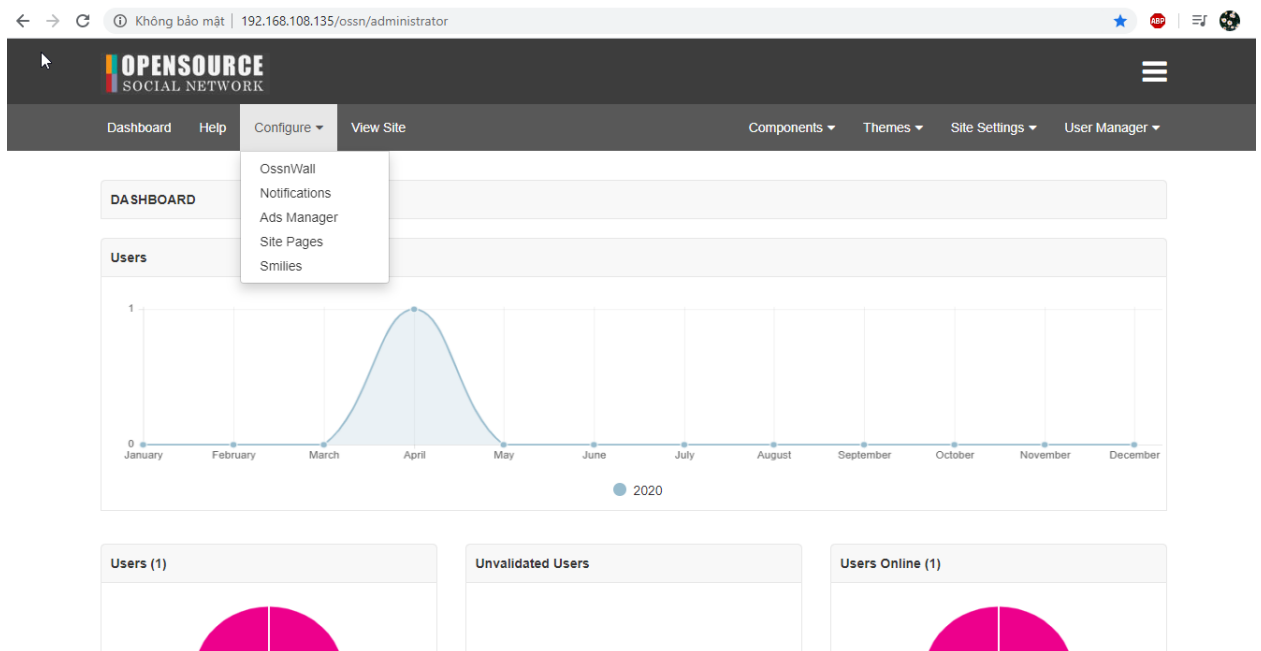 Không bảo mật | 192.168.108.135/ossn/administrator
ABP
OPENSOURCE
SOCIAL NETWORK
Dashboard Help Configure View Site Components Themes Site Settings User Manager
OssnWall
Notifications
Ads Manager
Site Pages
Smilies
DASHBOARD
Users
1
0
January February March April May June July August September October November December
2020
Users (1) Unvalidated Users Users Online (1)